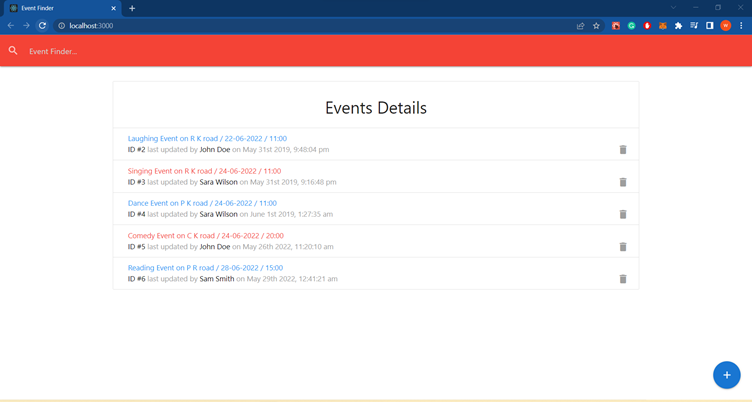 Event Finder
localhost:3000
W
Event Finder...
Events Details
Laughing Event on R K road / 22-06-2022 / 11:00
ID #2 last updated by John Doe on May 31st 2019, 9:48:04 pm
Singing Event on R K road / 24-06-2022 / 11:00
ID #3 last updated by Sara Wilson on May 31st 2019, 9:16:48 pm
Dance Event on P K road / 24-06-2022 / 11:00
ID #4 last updated by Sara Wilson on June 1st 2019, 1:27:35 am
Comedy Event on C K road / 24-06-2022 / 20:00
ID #5 last updated by John Doe on May 26th 2022, 11:20:10 am
Reading Event on P R road / 28-06-2022 / 15:00
ID #6 last updated by Sam Smith on May 29th 2022, 12:41:21 am